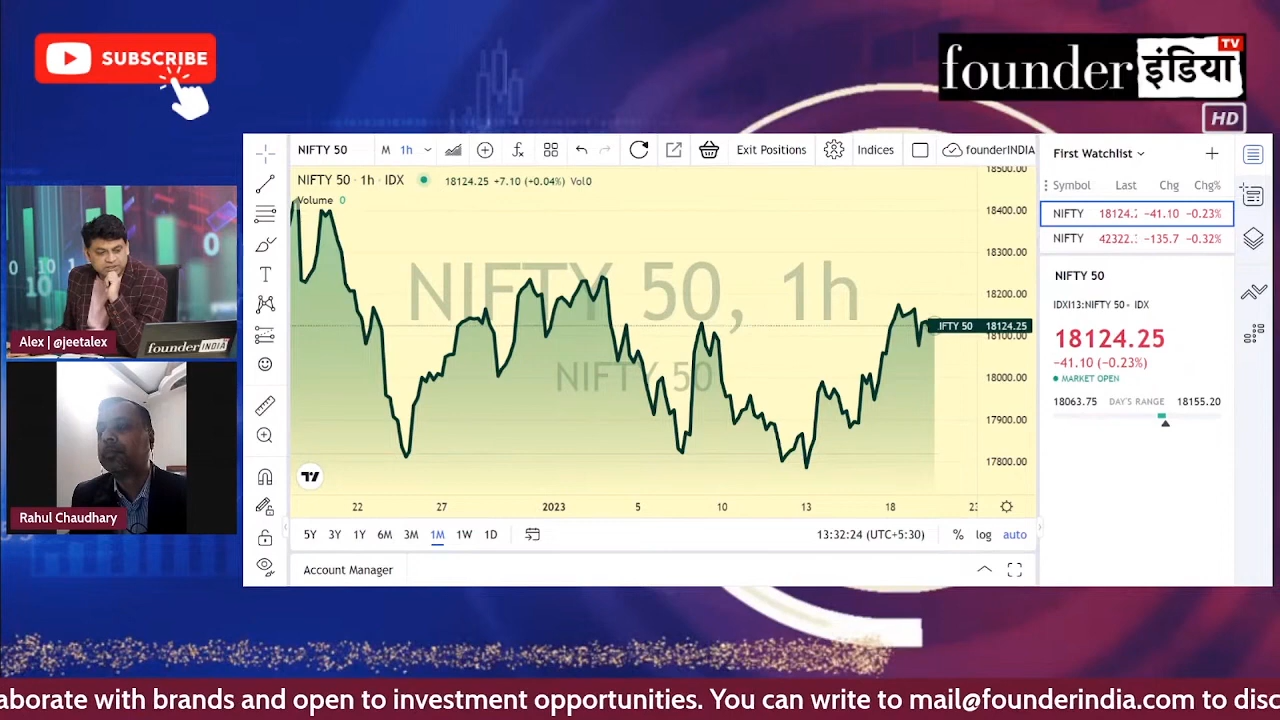 SUBSCRIBE
founder इंडिया TV
HD
NIFTY 50 M 1h Exit Positions Indices founderINDIA
First Watchlist
NIFTY 50 · 1h · IDX 18124.25 +7.10 (+0.04%) Vol0
Volume 0
Symbol Last Chg Chg%
NIFTY 18124. −41.10 −0.23%
NIFTY 42322. −135.7 −0.32%
NIFTY 50, 1h
NIFTY 50
18500.00
18400.00
18300.00
18200.00
IFTY 50 18124.25
18100.00
18000.00
17900.00
17800.00
NIFTY 50
IDXI13:NIFTY 50 · IDX
18124.25
−41.10 (−0.23%)
MARKET OPEN
18063.75 DAY'S RANGE 18155.20
Alex | @jeetalex
founder INDIA
Rahul Chaudhary
22 27 2023 5 10 13 18
5Y 3Y 1Y 6M 3M 1M 1W 1D 13:32:24 (UTC+5:30) % log auto
Account Manager
aborate with brands and open to investment opportunities. You can write to mail@founderindia.com to disc